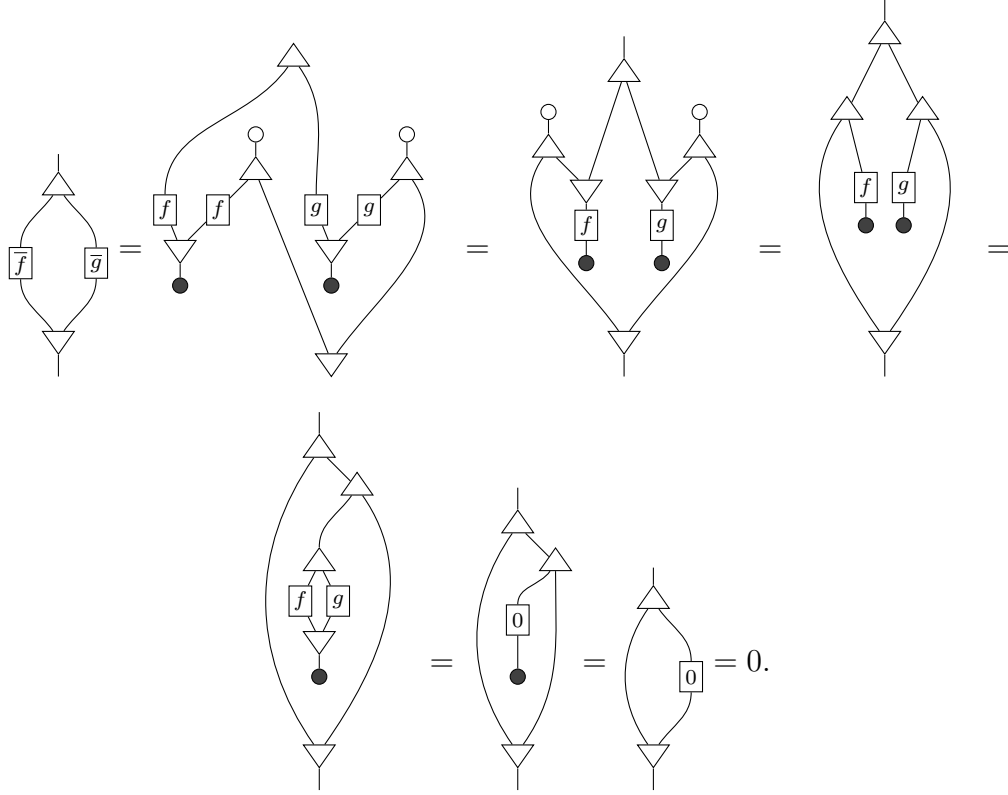 f̅ g̅ = f f g g = f g = f g =
f g = 0 = 0 = 0.